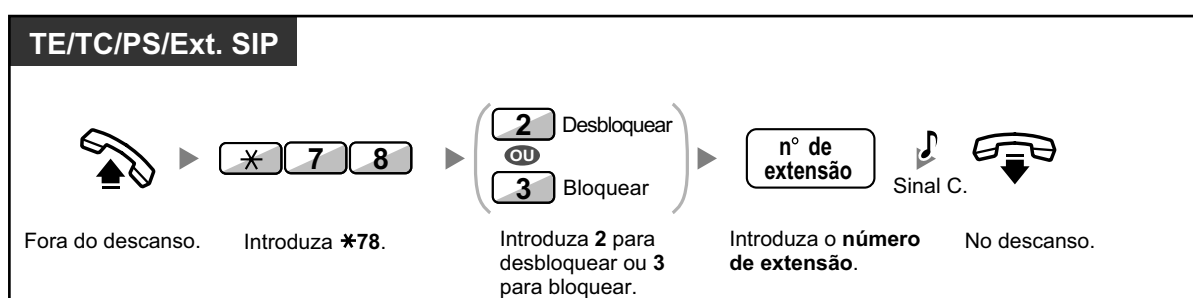 TE/TC/PS/Ext. SIP
* 7 8
2 Desbloquear
OU
3 Bloquear
n° de
extensão
Sinal C.
Fora do descanso.
Introduza *78.
Introduza 2 para
desbloquear ou 3
para bloquear.
Introduza o número
de extensão.
No descanso.